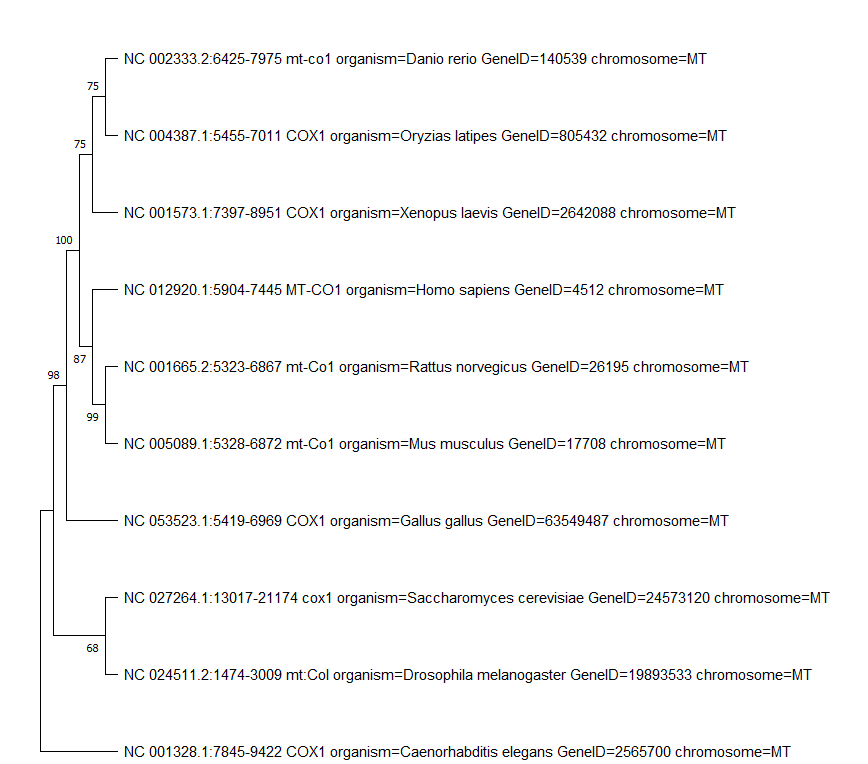 NC 002333.2:6425-7975 mt-co1 organism=Danio rerio GeneID=140539 chromosome=MT
75
NC 004387.1:5455-7011 COX1 organism=Oryzias latipes GeneID=805432 chromosome=MT
75
NC 001573.1:7397-8951 COX1 organism=Xenopus laevis GeneID=2642088 chromosome=MT
100
NC 012920.1:5904-7445 MT-CO1 organism=Homo sapiens GeneID=4512 chromosome=MT
87
NC 001665.2:5323-6867 mt-Co1 organism=Rattus norvegicus GeneID=26195 chromosome=MT
98
99
NC 005089.1:5328-6872 mt-Co1 organism=Mus musculus GeneID=17708 chromosome=MT
NC 053523.1:5419-6969 COX1 organism=Gallus gallus GeneID=63549487 chromosome=MT
NC 027264.1:13017-21174 cox1 organism=Saccharomyces cerevisiae GeneID=24573120 chromosome=MT
68
NC 024511.2:1474-3009 mt:CoI organism=Drosophila melanogaster GeneID=19893533 chromosome=MT
NC 001328.1:7845-9422 COX1 organism=Caenorhabditis elegans GeneID=2565700 chromosome=MT